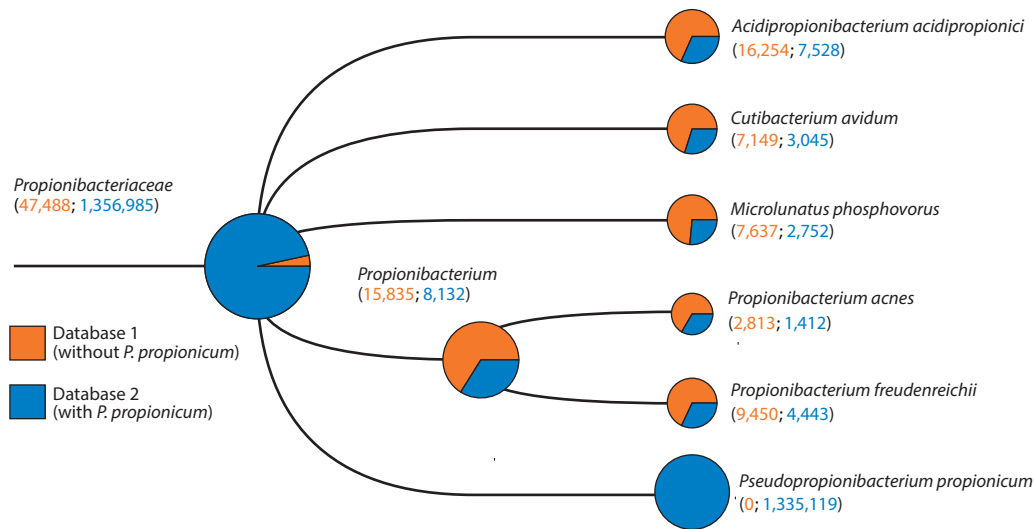 Acidipropionibacterium acidipropionici
(16,254; 7,528)
Cutibacterium avidum
(7,149; 3,045)
Propionibacteriaceae
(47,488; 1,356,985)
Microlunatus phosphovorus
(7,637; 2,752)
Propionibacterium
(15,835; 8,132)
Propionibacterium acnes
(2,813; 1,412)
Database 1
(without P. propionicum)
Database 2
(with P. propionicum)
Propionibacterium freudenreichii
(9,450; 4,443)
Pseudopropionibacterium propionicum
(0; 1,335,119)